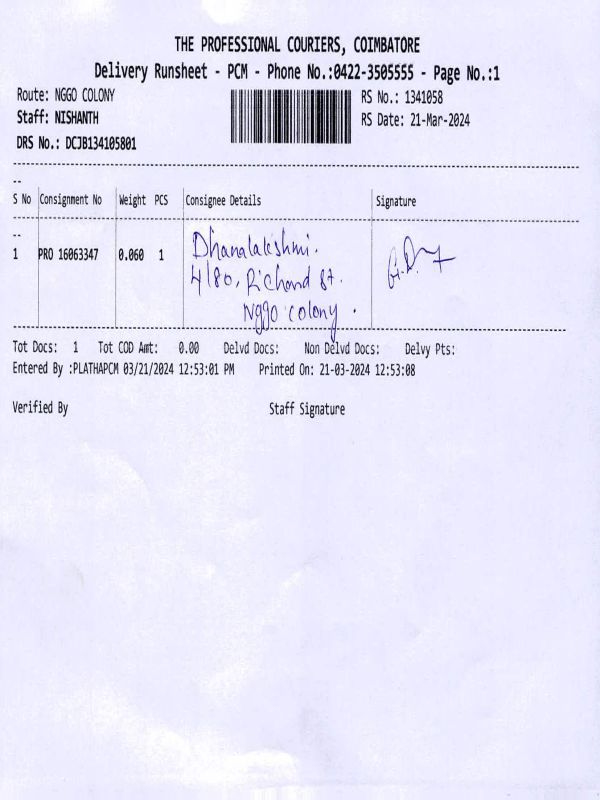 THE PROFESSIONAL COURIERS, COIMBATORE
Delivery Runsheet - PCM - Phone No.:0422-3505555 - Page No.:1
Route: NGGO COLONY
RS No.: 1341058
Staff: NISHANTH
RS Date: 21-Mar-2024
DRS No.: DCJB134105801
--
S No Consignment No Weight PCS Consignee Details Signature
--
1 PRO 16063347 0.060 1 Dhanalakshmi.
4/80, Richard St.
Nggo colony.
Tot Docs: 1 Tot COD Amt: 0.00 Delvd Docs: Non Delvd Docs: Delvy Pts:
Entered By :PLATHAPCM 03/21/2024 12:53:01 PM Printed On: 21-03-2024 12:53:08
Verified By Staff Signature